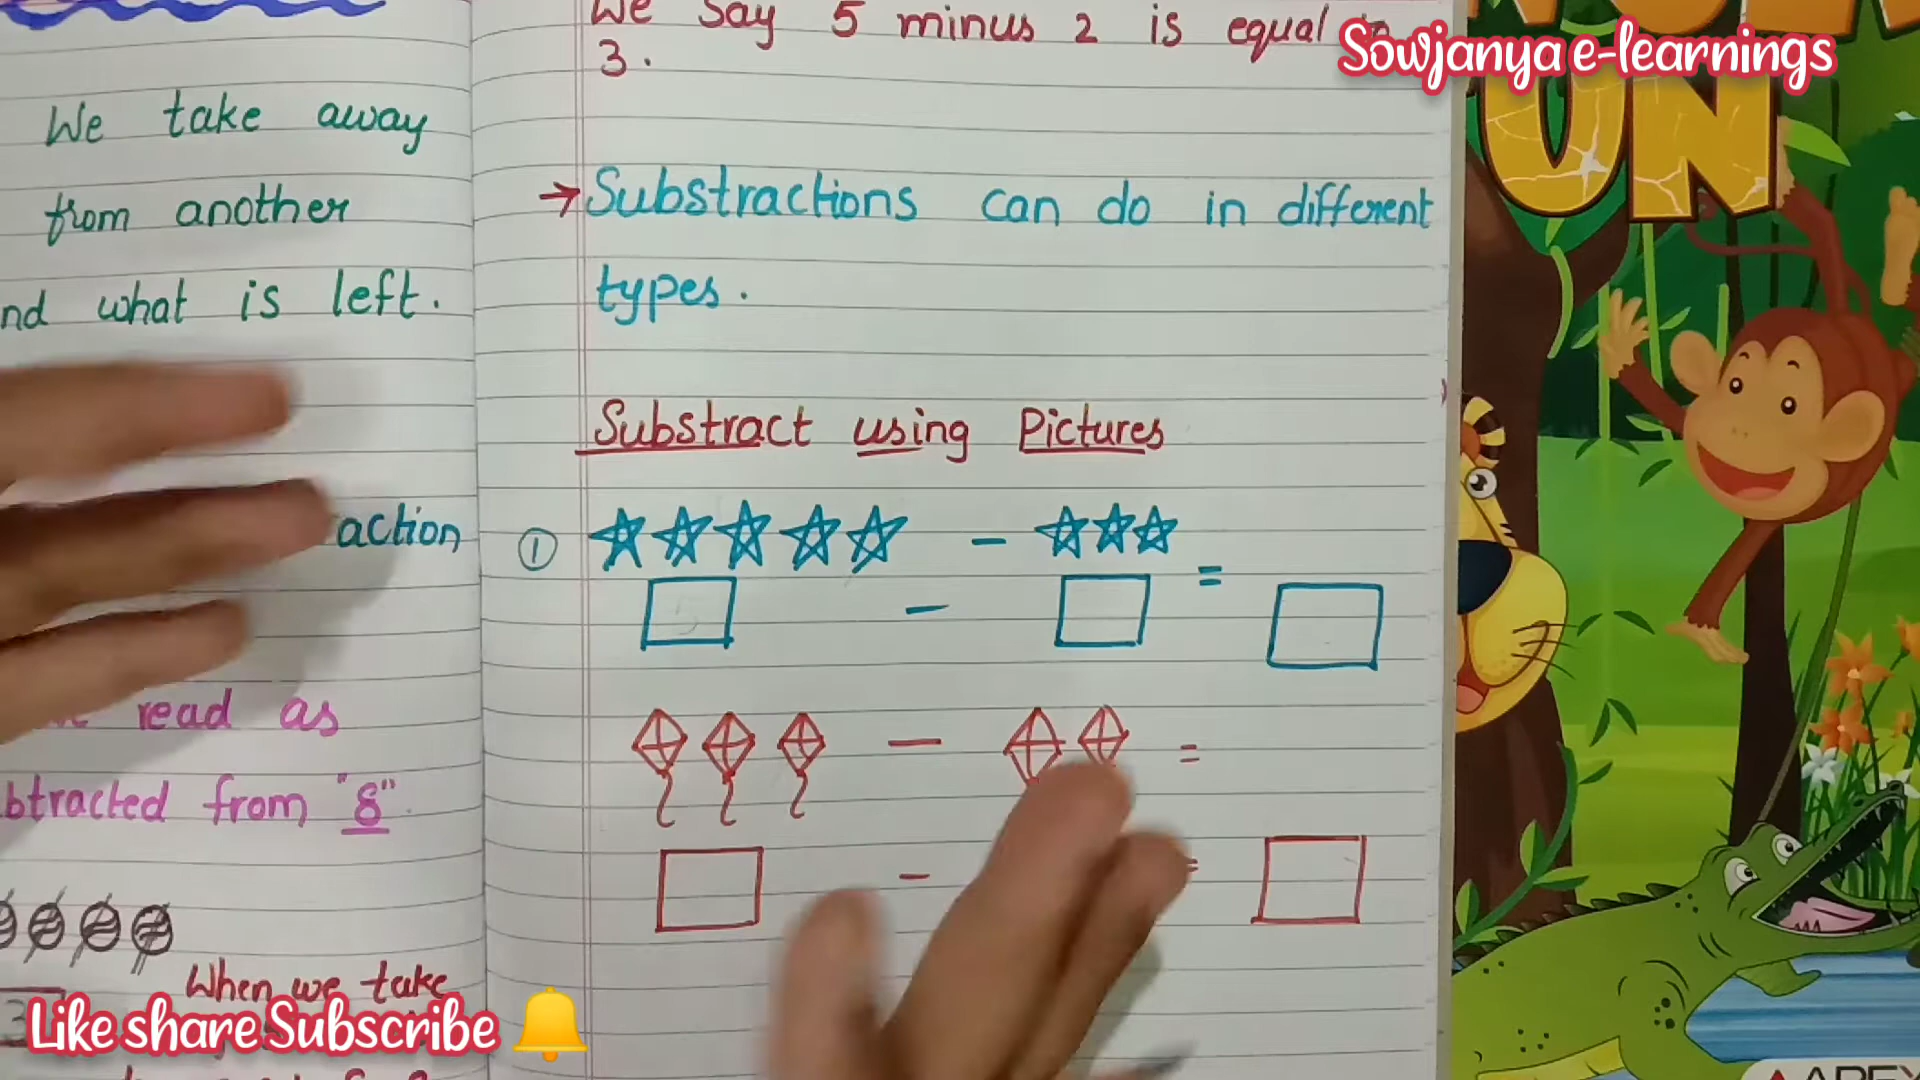 We take away
from another
nd what is left.
action
read as
btracted from "8"
When we take
We say 5 minus 2 is equal
3.
→ Substractions can do in different
types.
Substract using Pictures
① - =
-
- =
- =
Sowjanya e-learnings
UN
Like share Subscribe
APEX